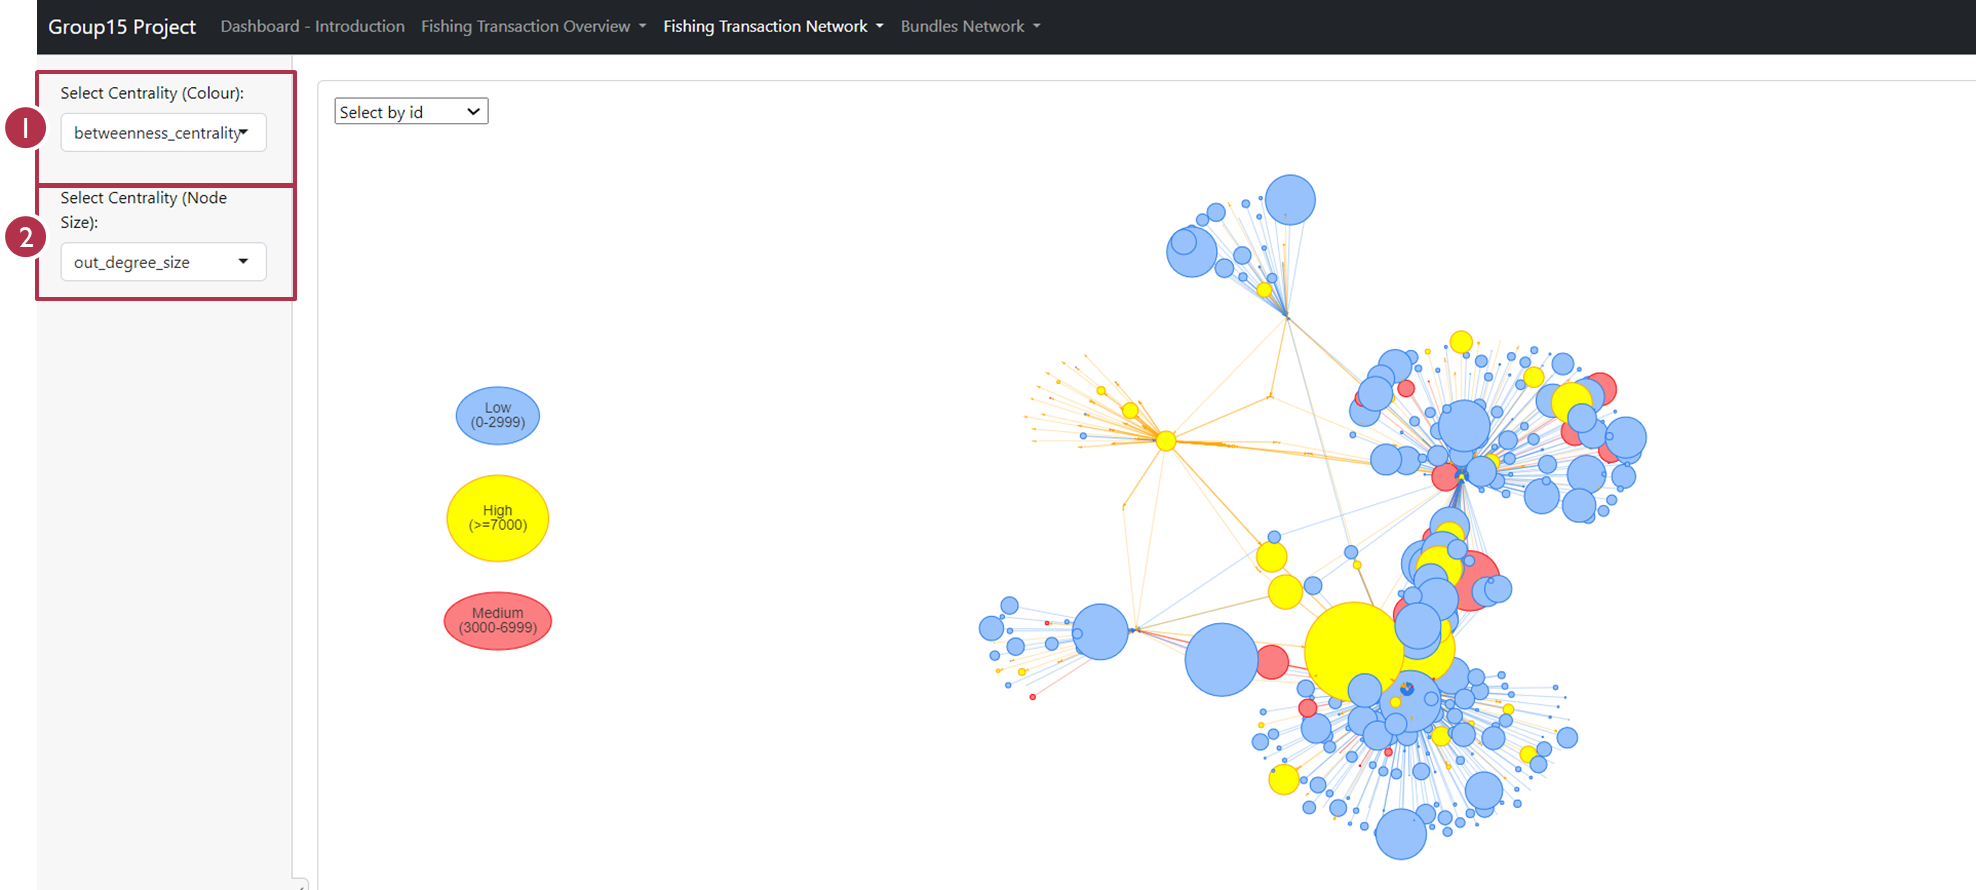 Group15 Project Dashboard - Introduction Fishing Transaction Overview Fishing Transaction Network Bundles Network
1
Select Centrality (Colour):
betweenness_centrality
2
Select Centrality (Node
Size):
out_degree_size
Select by id
Low
(0-2999)
High
(>=7000)
Medium
(3000-6999)